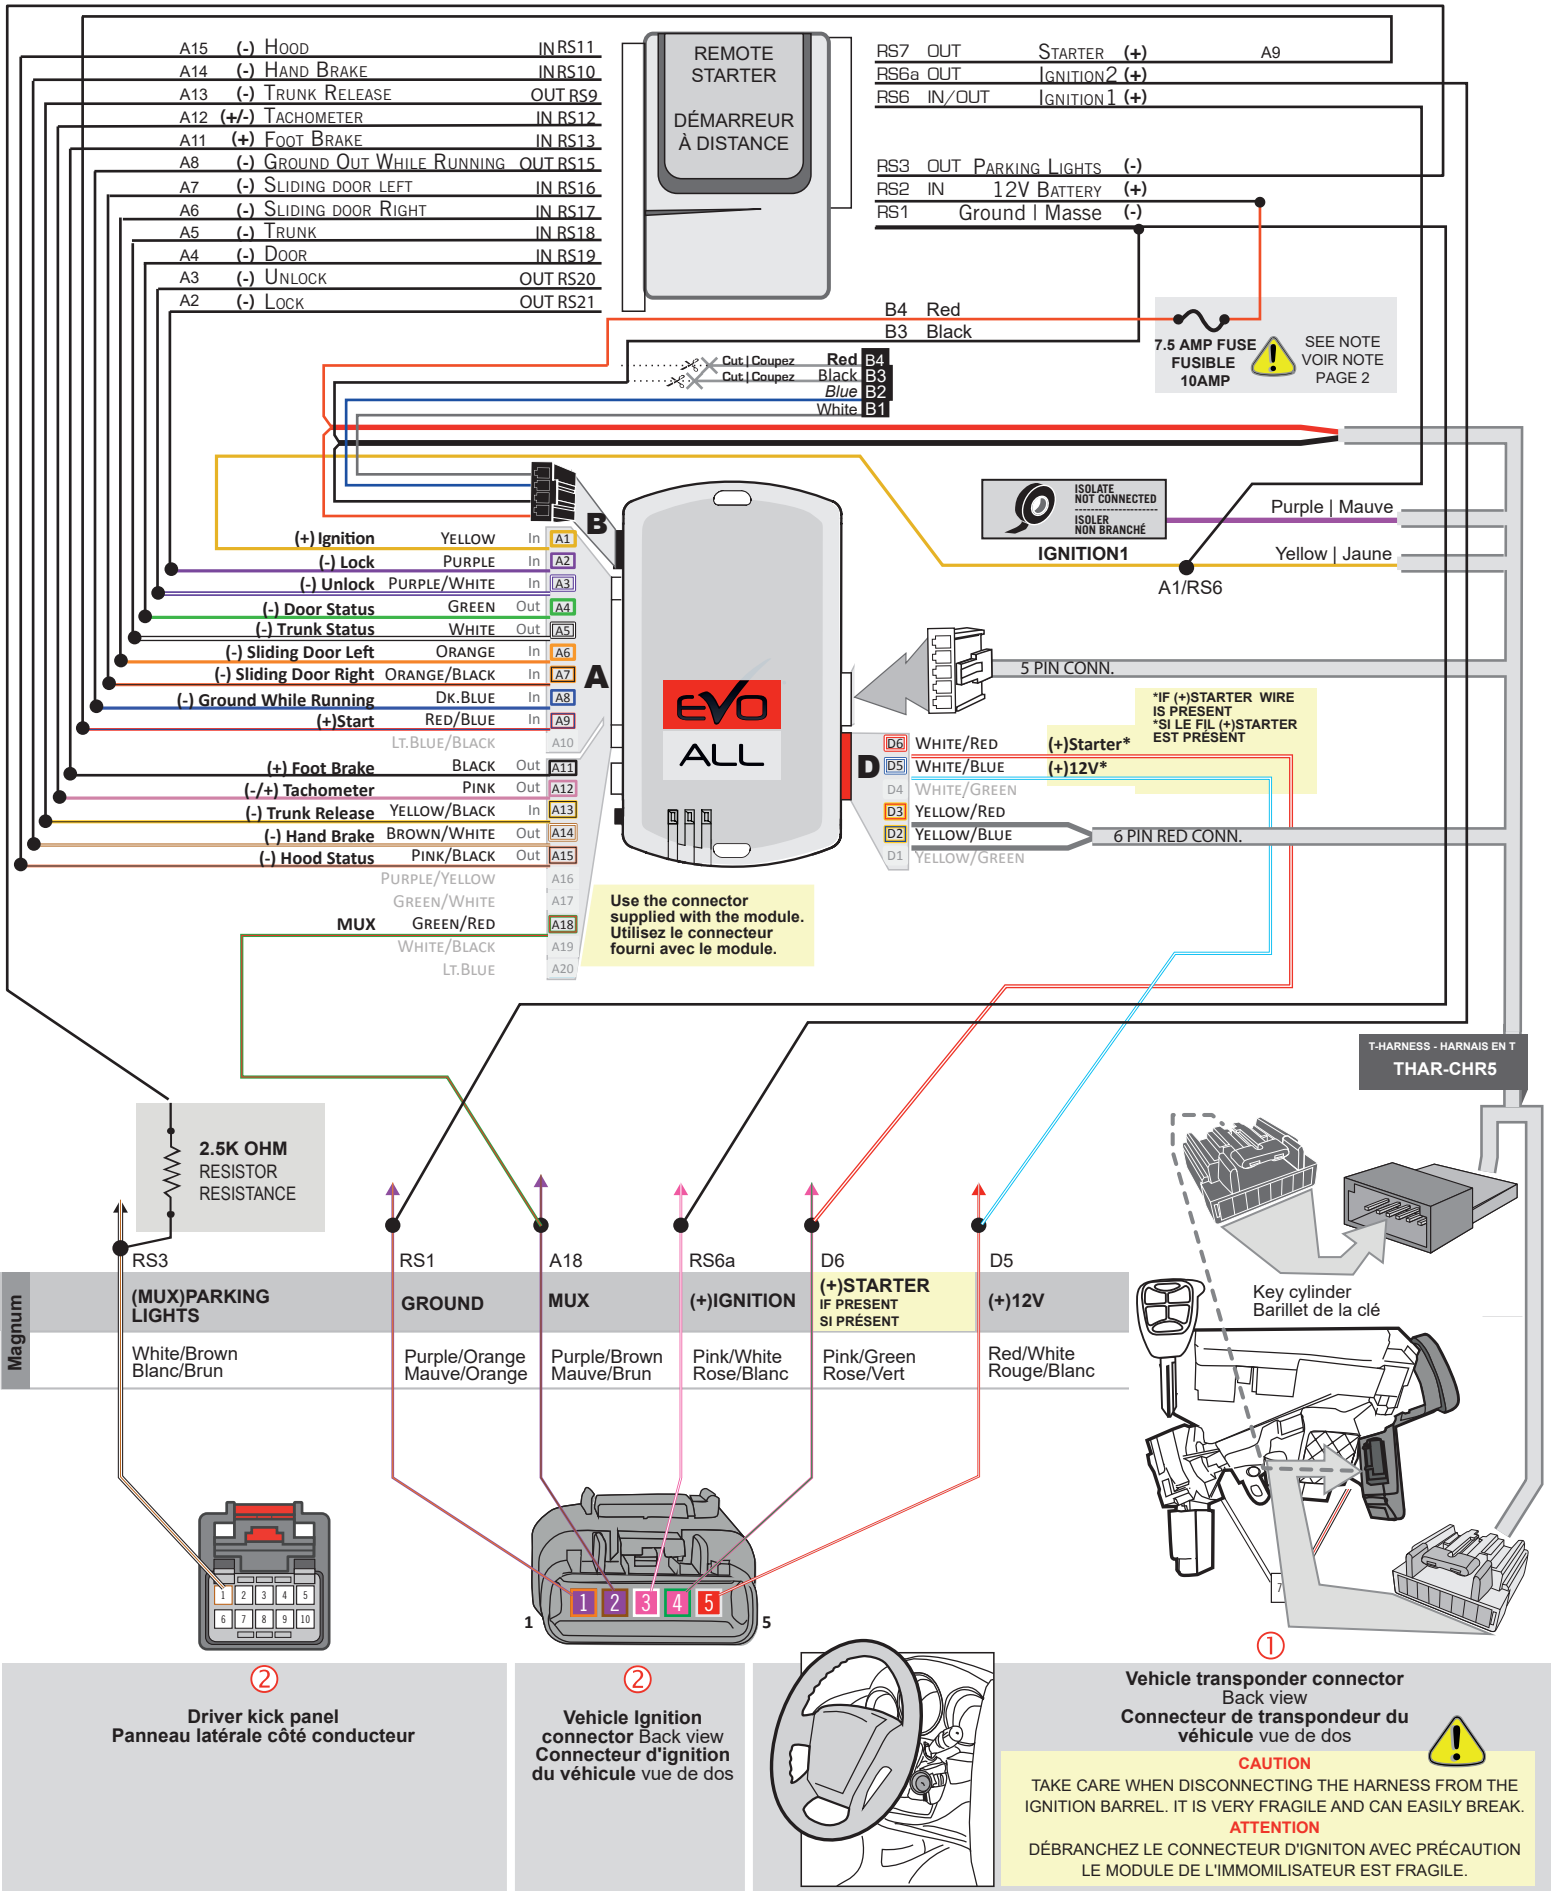 A15 (-) HOOD IN RS11
A14 (-) HAND BRAKE IN RS10
A13 (-) TRUNK RELEASE OUT RS9
A12 (+/-) TACHOMETER IN RS12
A11 (+) FOOT BRAKE IN RS13
A8 (-) GROUND OUT WHILE RUNNING OUT RS15
A7 (-) SLIDING DOOR LEFT IN RS16
A6 (-) SLIDING DOOR RIGHT IN RS17
A5 (-) TRUNK IN RS18
A4 (-) DOOR IN RS19
A3 (-) UNLOCK OUT RS20
A2 (-) LOCK OUT RS21
REMOTE
STARTER
DÉMARREUR
À DISTANCE
RS7 OUT STARTER (+) A9
RS6a OUT IGNITION2 (+)
RS6 IN/OUT IGNITION1 (+)
RS3 OUT PARKING LIGHTS (-)
RS2 IN 12V BATTERY (+)
RS1 Ground | Masse (-)
B4 Red
B3 Black
7.5 AMP FUSE
FUSIBLE
10AMP
SEE NOTE
VOIR NOTE
PAGE 2
Cut | Coupez Red B4
Cut | Coupez Black B3
Blue B2
White B1
ISOLATE
NOT CONNECTED
ISOLER
NON BRANCHÉ
Purple | Mauve
IGNITION1
Yellow | Jaune
A1/RS6
B
A
(+) Ignition YELLOW In A1
(-) Lock PURPLE In A2
(-) Unlock PURPLE/WHITE In A3
(-) Door Status GREEN Out A4
(-) Trunk Status WHITE Out A5
(-) Sliding Door Left ORANGE In A6
(-) Sliding Door Right ORANGE/BLACK In A7
(-) Ground While Running DK.BLUE In A8
(+)Start RED/BLUE In A9
LT.BLUE/BLACK A10
(+) Foot Brake BLACK Out A11
(-/+) Tachometer PINK Out A12
(-) Trunk Release YELLOW/BLACK In A13
(-) Hand Brake BROWN/WHITE Out A14
(-) Hood Status PINK/BLACK Out A15
PURPLE/YELLOW A16
GREEN/WHITE A17
MUX GREEN/RED A18
WHITE/BLACK A19
LT.BLUE A20
EVO
ALL
Use the connector
supplied with the module.
Utilisez le connecteur
fourni avec le module.
5 PIN CONN.
*IF (+)STARTER WIRE
IS PRESENT
*SI LE FIL (+)STARTER
EST PRÉSENT
D
D6 WHITE/RED (+)Starter*
D5 WHITE/BLUE (+)12V*
D4 WHITE/GREEN
D3 YELLOW/RED
D2 YELLOW/BLUE
D1 YELLOW/GREEN
6 PIN RED CONN.
T-HARNESS - HARNAIS EN T
THAR-CHR5
2.5K OHM
RESISTOR
RESISTANCE
RS3 RS1 A18 RS6a D6 D5
Magnum
(MUX)PARKING
LIGHTS
GROUND
MUX
(+)IGNITION
(+)STARTER
IF PRESENT
SI PRÉSENT
(+)12V
White/Brown
Blanc/Brun
Purple/Orange
Mauve/Orange
Purple/Brown
Mauve/Brun
Pink/White
Rose/Blanc
Pink/Green
Rose/Vert
Red/White
Rouge/Blanc
Key cylinder
Barillet de la clé
7
1 2 3 4 5
6 7 8 9 10
1 2 3 4 5
1 5
②
Driver kick panel
Panneau latérale côté conducteur
②
Vehicle Ignition
connector Back view
Connecteur d'ignition
du véhicule vue de dos
①
Vehicle transponder connector
Back view
Connecteur de transpondeur du
véhicule vue de dos
CAUTION
TAKE CARE WHEN DISCONNECTING THE HARNESS FROM THE
IGNITION BARREL. IT IS VERY FRAGILE AND CAN EASILY BREAK.
ATTENTION
DÉBRANCHEZ LE CONNECTEUR D'IGNITON AVEC PRÉCAUTION
LE MODULE DE L'IMMOMILISATEUR EST FRAGILE.